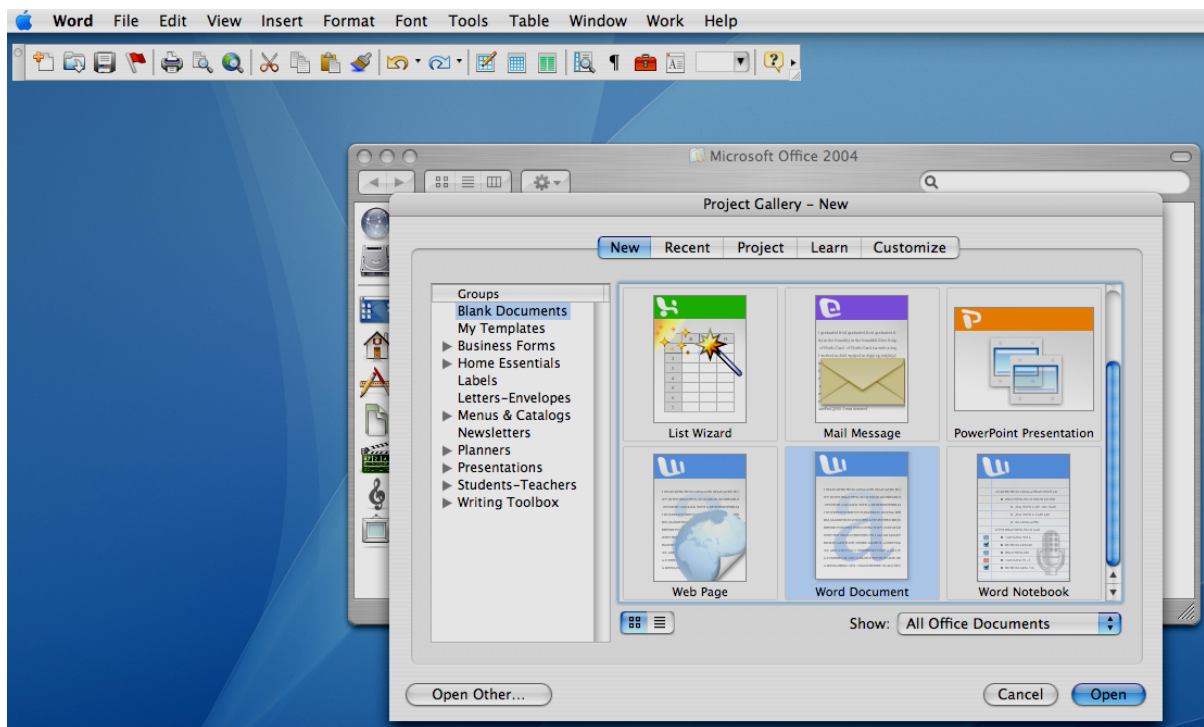 Word File Edit View Insert Format Font Tools Table Window Work Help
Microsoft Office 2004
Project Gallery – New
New Recent Project Learn Customize
Groups
Blank Documents
My Templates
Business Forms
Home Essentials
Labels
Letters–Envelopes
Menus & Catalogs
Newsletters
Planners
Presentations
Students–Teachers
Writing Toolbox
List Wizard
Mail Message
PowerPoint Presentation
Web Page
Word Document
Word Notebook
Show: All Office Documents
Open Other... Cancel Open